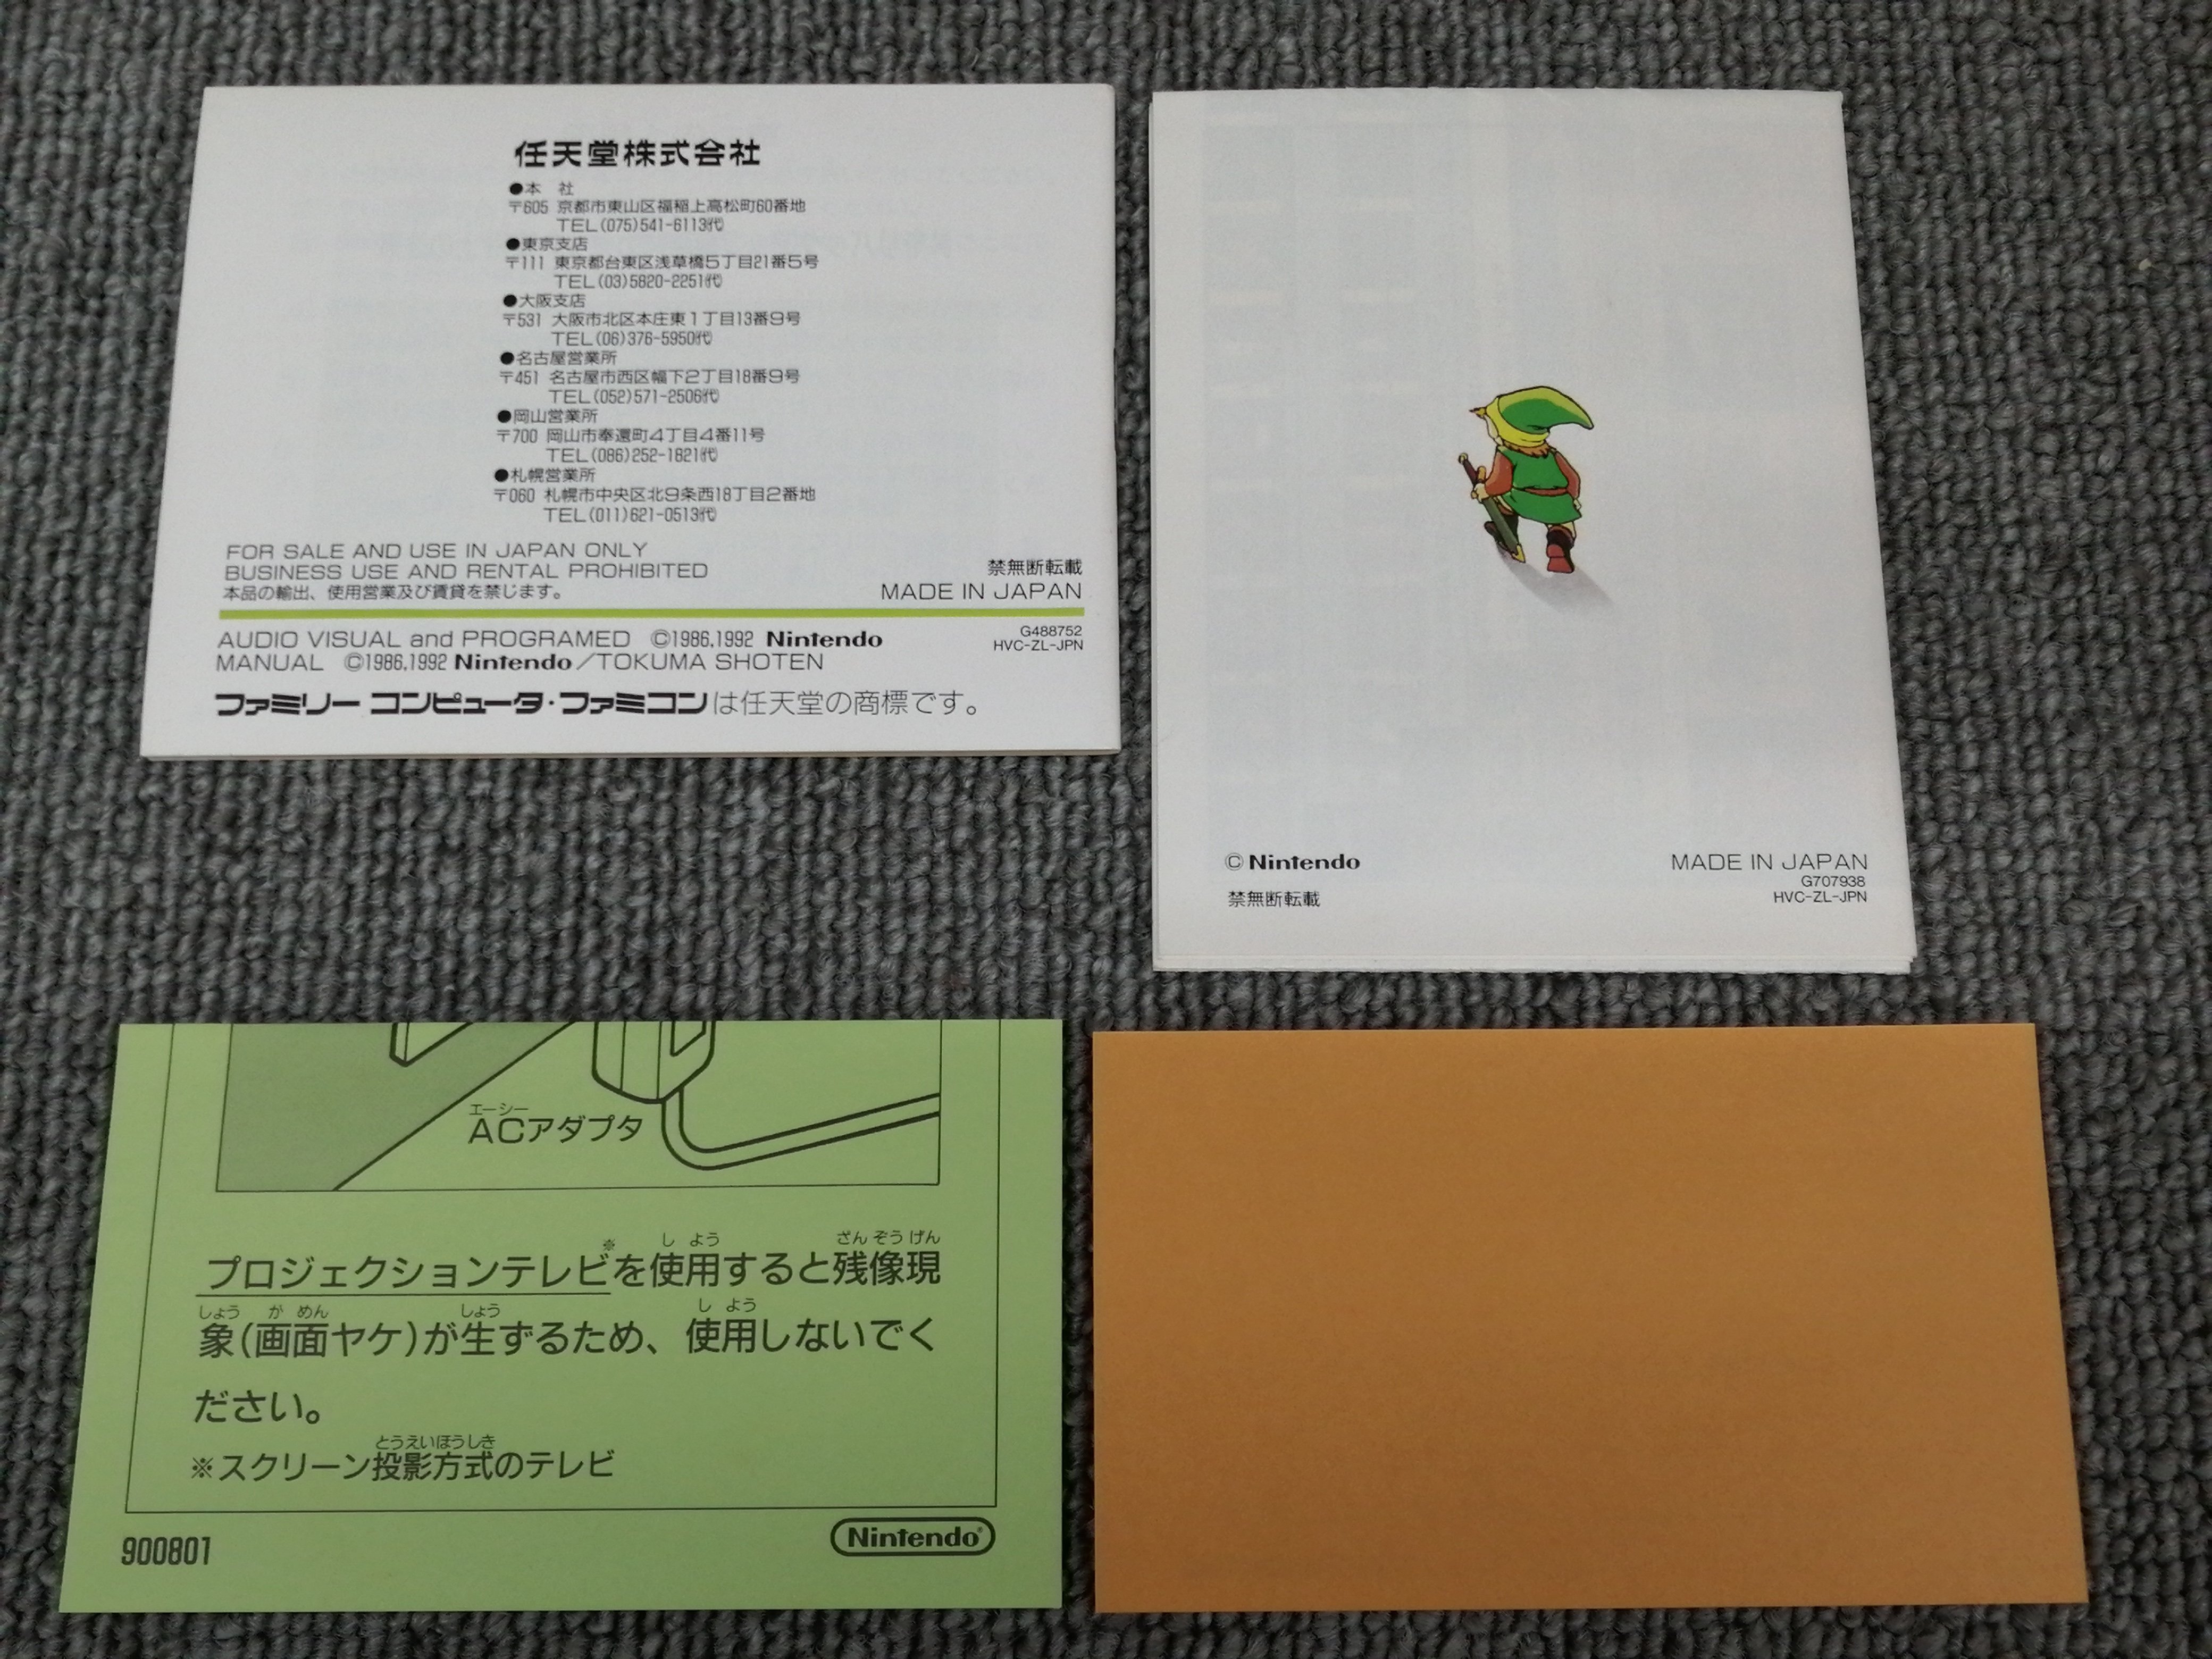 任天堂株式会社
●本　社
〒605 京都市東山区福稲上高松町60番地
TEL(075)541-6113代
●東京支店
〒111 東京都台東区浅草橋5丁目21番5号
TEL(03)5820-2251代
●大阪支店
〒531 大阪市北区本庄東1丁目13番9号
TEL(06)376-5950代
●名古屋営業所
〒451 名古屋市西区幅下2丁目18番9号
TEL(052)571-2506代
●岡山営業所
〒700 岡山市奉還町4丁目4番11号
TEL(086)252-1821代
●札幌営業所
〒060 札幌市中央区北9条西18丁目2番地
TEL(011)621-0513代
FOR SALE AND USE IN JAPAN ONLY
BUSINESS USE AND RENTAL PROHIBITED
本品の輸出、使用営業及び賃貸を禁じます。
禁無断転載
MADE IN JAPAN
AUDIO VISUAL and PROGRAMED ©1986,1992 Nintendo
MANUAL ©1986,1992 Nintendo／TOKUMA SHOTEN
G488752
HVC-ZL-JPN
ファミリー コンピュータ・ファミコンは任天堂の商標です。
© Nintendo
禁無断転載
MADE IN JAPAN
G707938
HVC-ZL-JPN
エーシー
ACアダプタ
し よう ざん ぞう げん
プロジェクションテレビ※を使用すると残像現
しょう が めん しょう し よう
象(画面ヤケ)が生ずるため、使用しないでく
ださい。
とうえいほうしき
※スクリーン投影方式のテレビ
900801
Nintendo®